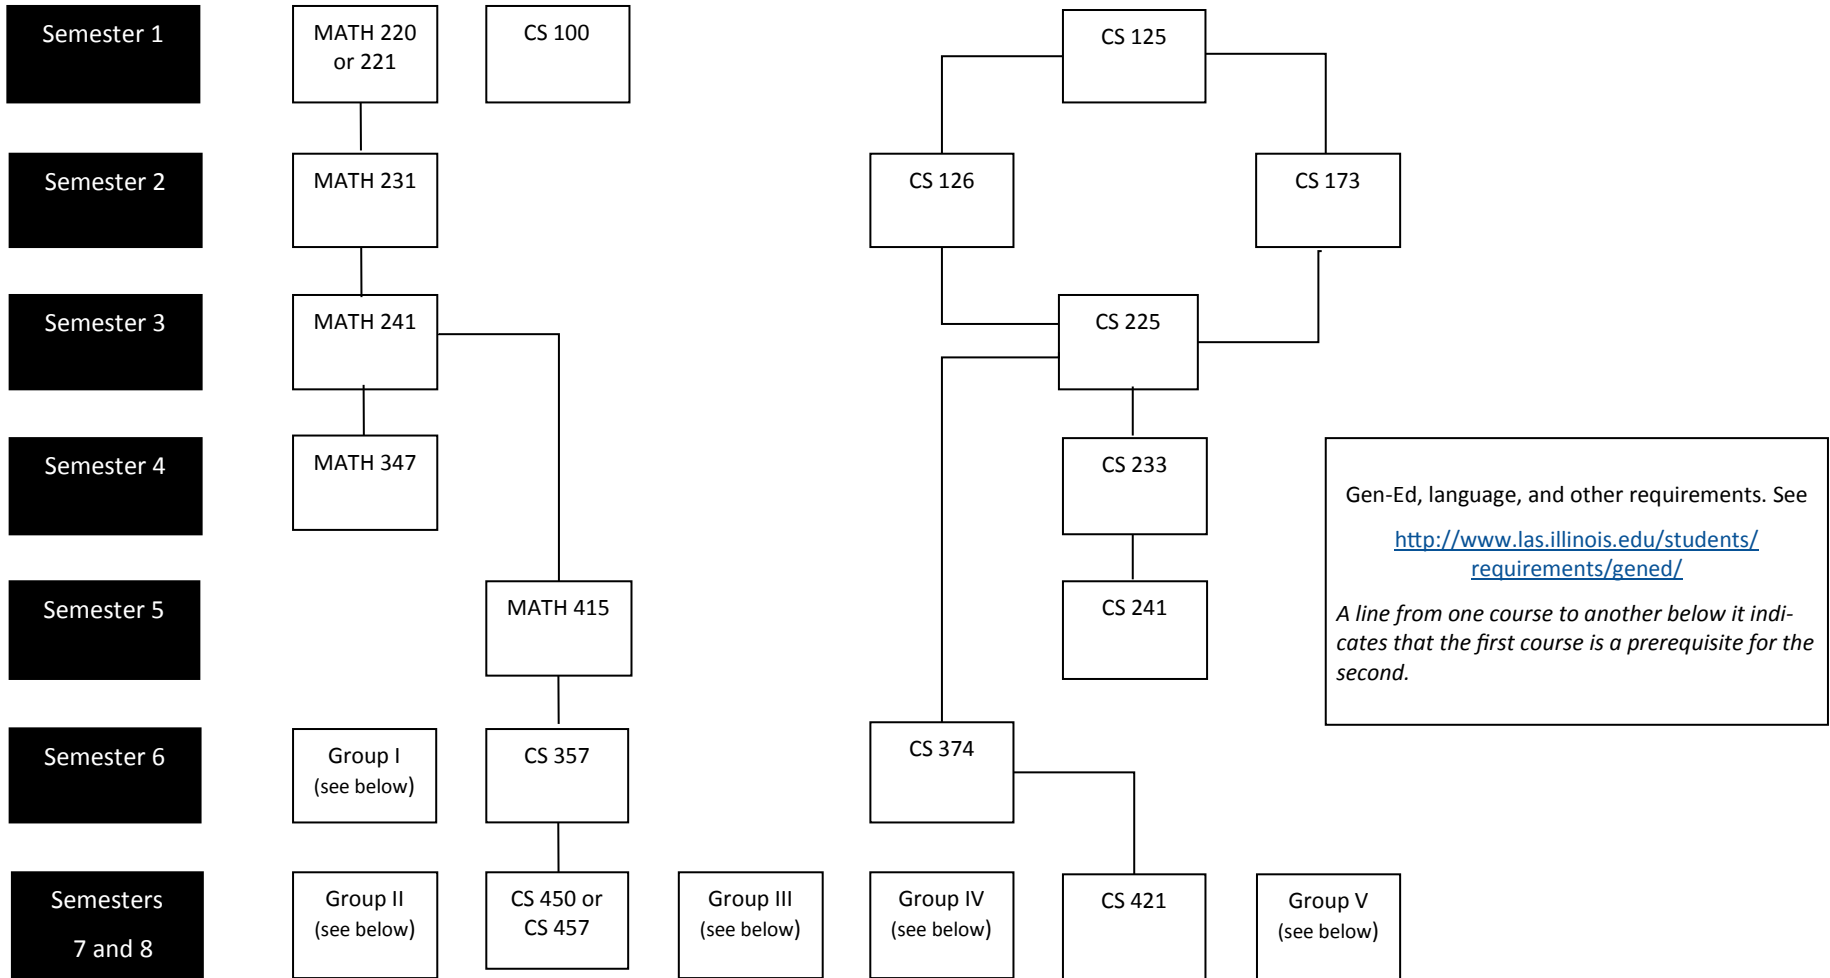 Semester 1
MATH 220
or 221
CS 100
CS 125
Semester 2
MATH 231
CS 126
CS 173
Semester 3
MATH 241
CS 225
Semester 4
MATH 347
CS 233
Gen-Ed, language, and other requirements. See
http://www.las.illinois.edu/students/
requirements/gened/
A line from one course to another below it indi-
cates that the first course is a prerequisite for the
second.
Semester 5
MATH 415
CS 241
Semester 6
Group I
(see below)
CS 357
CS 374
Semesters
7 and 8
Group II
(see below)
CS 450 or
CS 457
Group III
(see below)
Group IV
(see below)
CS 421
Group V
(see below)